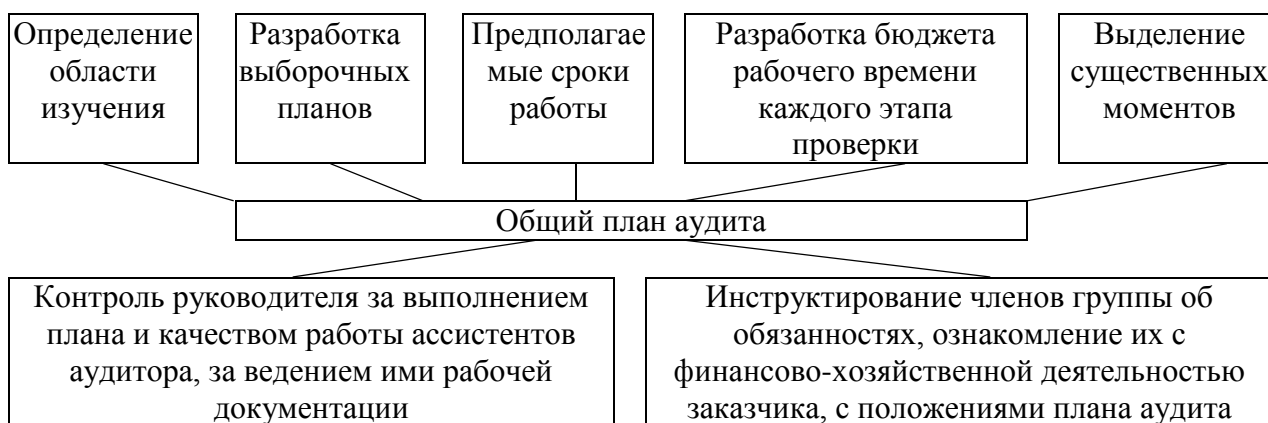 Определение
области
изучения
Разработка
выборочных
планов
Предполагае
мые сроки
работы
Разработка бюджета
рабочего времени
каждого этапа
проверки
Выделение
существенных
моментов
Общий план аудита
Контроль руководителя за выполнением
плана и качеством работы ассистентов
аудитора, за ведением ими рабочей
документации
Инструктирование членов группы об
обязанностях, ознакомление их с
финансово-хозяйственной деятельностью
заказчика, с положениями плана аудита